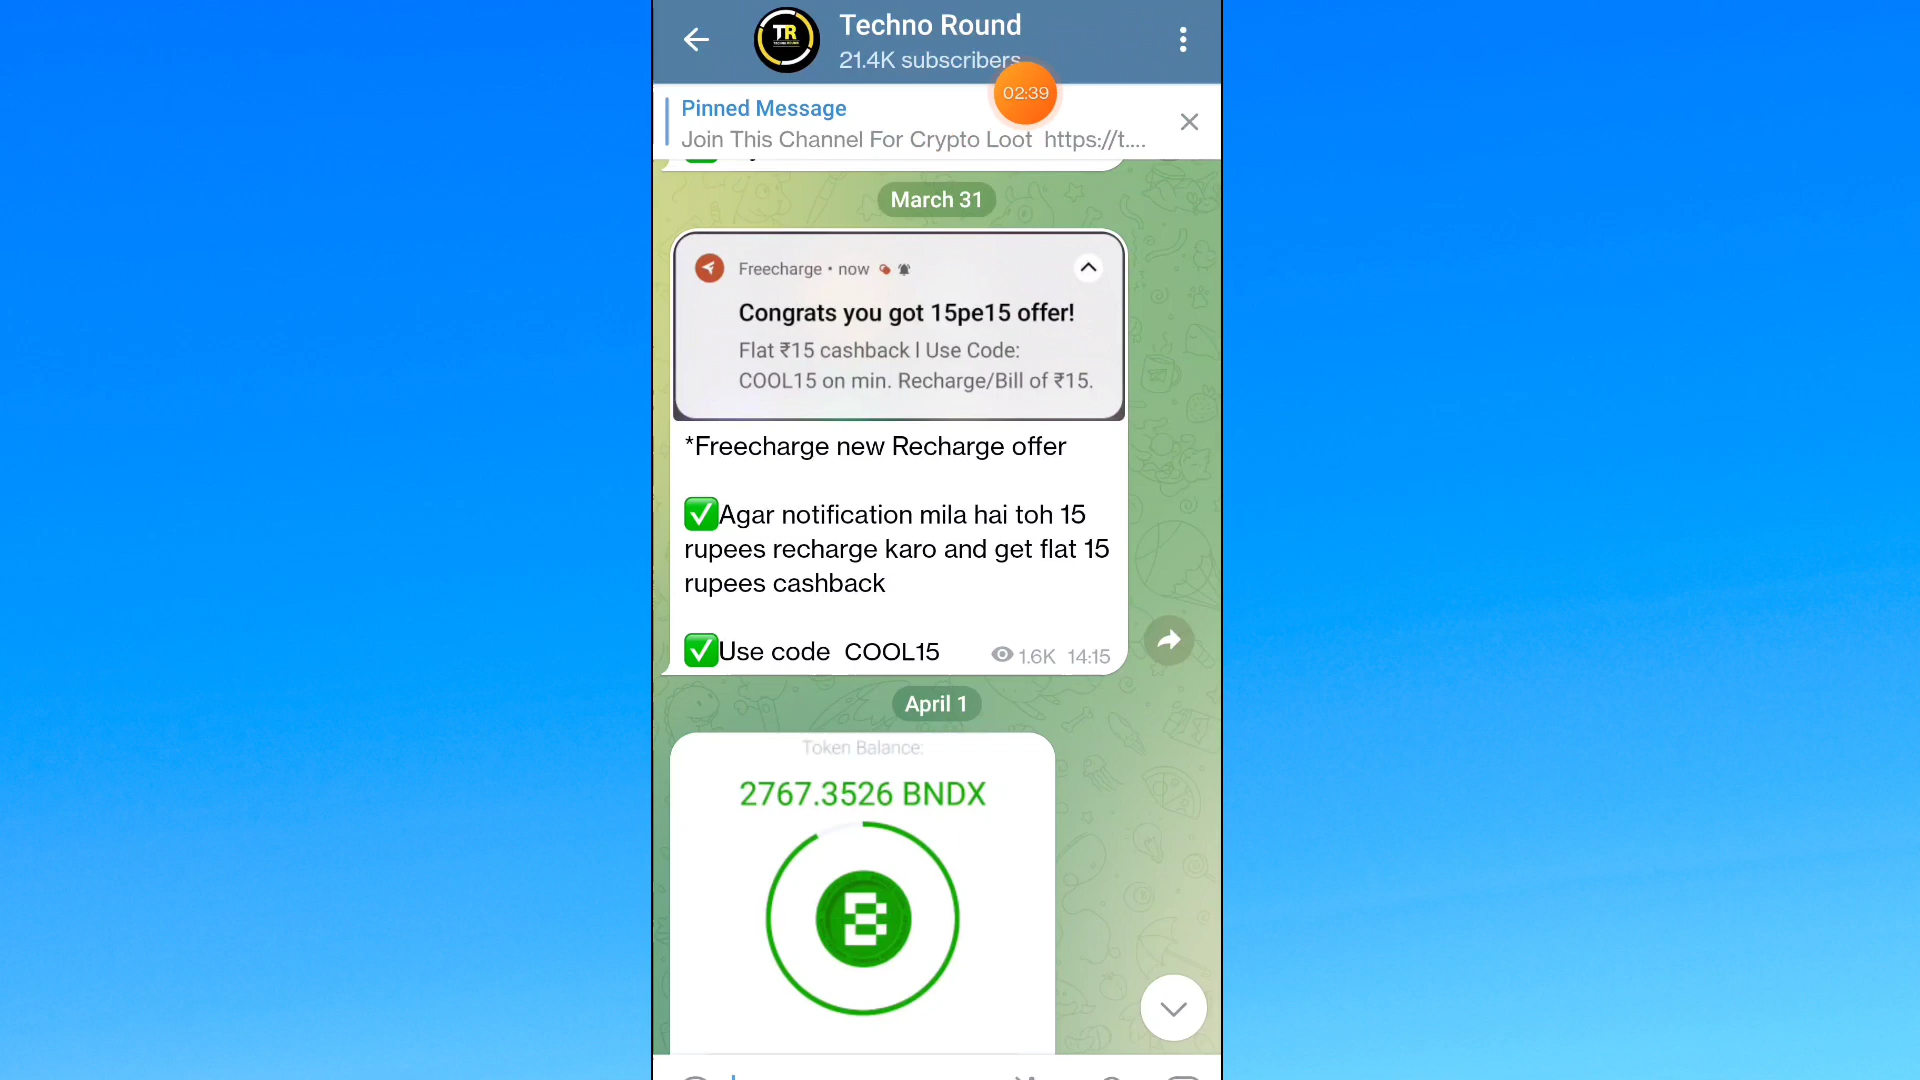 Techno Round
21.4K subscribers
02:39
Pinned Message
Join This Channel For Crypto Loot https://t....
March 31
Freecharge • now
Congrats you got 15pe15 offer!
Flat ₹15 cashback l Use Code:
COOL15 on min. Recharge/Bill of ₹15.
*Freecharge new Recharge offer
✅Agar notification mila hai toh 15
rupees recharge karo and get flat 15
rupees cashback
✅Use code COOL15
1.6K 14:15
April 1
Token Balance:
2767.3526 BNDX